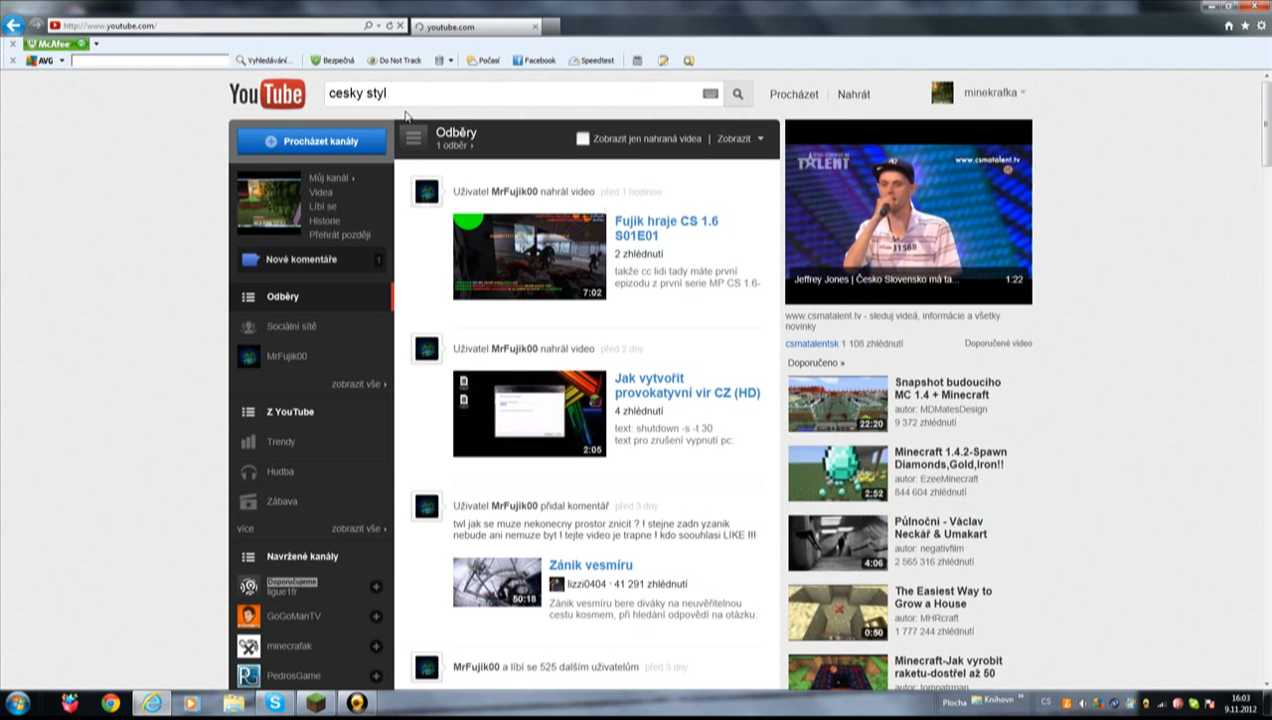 http://www.youtube.com/
youtube.com
McAfee
AVG
Vyhledávání...
Bezpečná
Do Not Track
Počasí
Facebook
Speedtest
YouTube
cesky styl
Procházet
Nahrát
minekrafka
Procházet kanály
Můj kanál ›
Videa
Líbí se
Historie
Přehrát později
Nové komentáře
1
Odběry
Sociální sítě
MrFujik00
zobrazit vše ›
Z YouTube
Trendy
Hudba
Zábava
více
zobrazit vše ›
Navržené kanály
Doporučujeme
ligue1fr
GoGoManTV
minecrafak
PedrosGame
Odběry
1 odběr ›
Zobrazit jen nahraná videa | Zobrazit
Uživatel MrFujik00 nahrál video před 1 hodinou
Fujik hraje CS 1.6
S01E01
2 zhlédnutí
takže cc lidi tady máte první
epizodu z první serie MP CS 1.6-
7:02
Uživatel MrFujik00 nahrál video před 2 dny
Jak vytvořit
provokatyvní vir CZ (HD)
4 zhlédnutí
text: shutdown -s -t 30
text pro zrušení vypnutí pc:
2:05
Uživatel MrFujik00 přidal komentář před 3 dny
twl jak se muze nekonecny prostor znicit ? ! stejne zadn yzanik
nebude ani nemuze byt ! tejte video je trapne ! kdo soouhlasi LIKE !!!
Zánik vesmíru
lizzi0404 · 41 291 zhlédnutí
Zánik vesmíru bere diváky na neuvěřitelnou
cestu kosmem, při hledání odpovědí na otázku:
50:18
MrFujik00 a líbí se 525 dalším uživatelům před 3 dny
TALENT
www.csmatalent.tv
11568
Jeffrey Jones | Česko Slovensko má ta...
1:22
www.csmatalent.tv - sleduj videá, informácie a všetky
novinky
csmatalentsk 1 108 zhlédnutí
Doporučené video
Doporučeno »
Snapshot budouciho
MC 1.4 + Minecraft
autor: MDMatesDesign
9 372 zhlédnutí
22:20
Minecraft 1.4.2-Spawn
Diamonds,Gold,Iron!!
autor: EzeeMinecraft
844 604 zhlédnutí
2:52
Půlnoční - Václav
Neckář & Umakart
autor: negativfilm
2 565 316 zhlédnutí
4:06
The Easiest Way to
Grow a House
autor: MHRcraft
1 777 244 zhlédnutí
0:50
Minecraft-Jak vyrobit
raketu-dostřel až 50
autor: tompatrman
Plocha
Knihovn
CS
16:03
9.11.2012